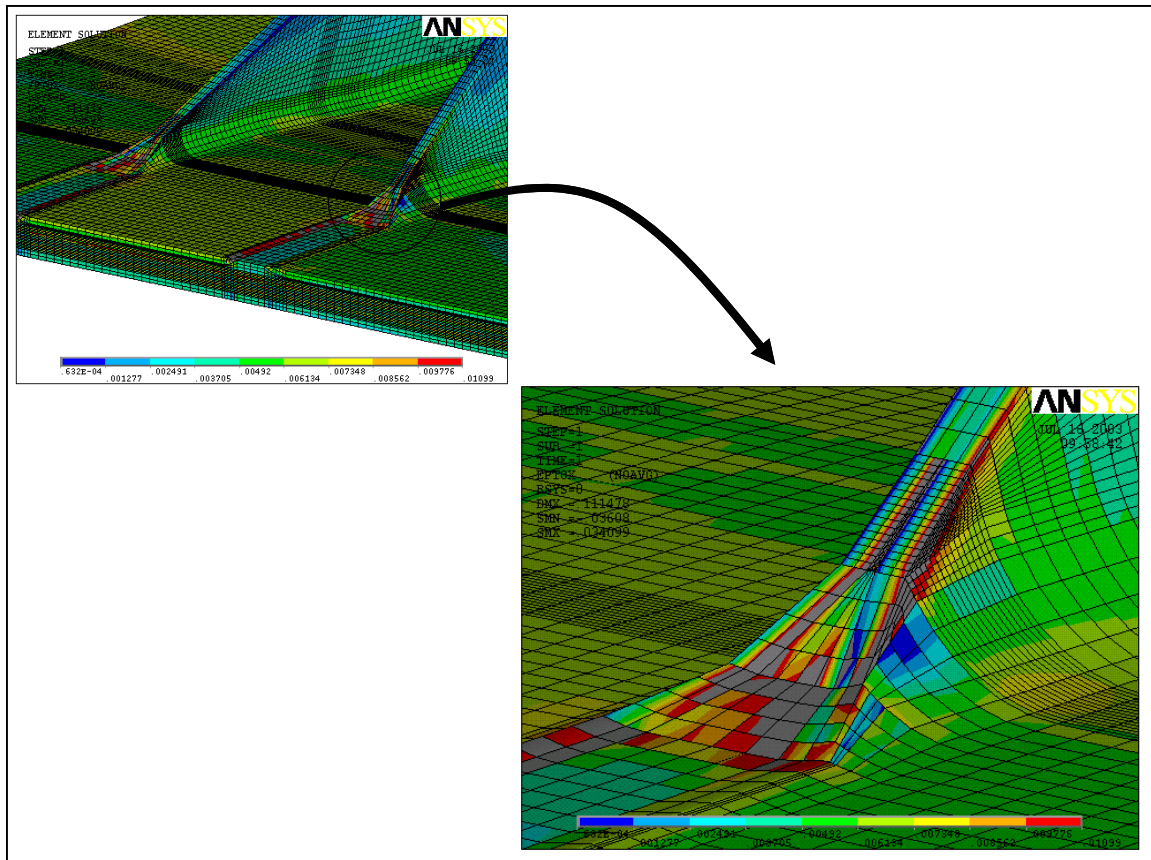 ANSYS
ELEMENT SOLUTION
.632E-04
.001277
.002491
.003705
.00492
.006134
.007348
.008562
.009776
.01099
ANSYS
ELEMENT SOLUTION
JUL 16 2003
09:58:42
STEP=1
SUB =1
TIME=1
EPTOX (NOAVG)
RSYS=0
DMX =.111478
SMN =-.03608
SMX =.034099
.632E-04
.001277
.002491
.003705
.00492
.006134
.007348
.008562
.009776
.01099